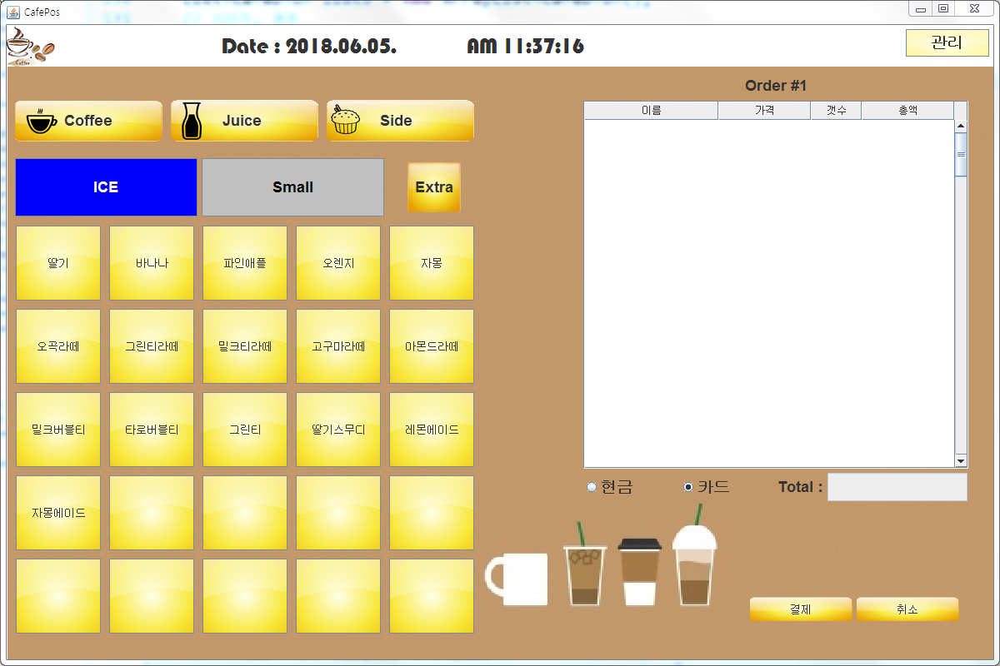 CafePos
Date : 2018.06.05. AM 11:37:16 관리
Coffee
Order #1
Coffee Juice Side
이름 가격 갯수 총액
ICE Small Extra
딸기 바나나 파인애플 오렌지 자몽
오곡라떼 그린티라떼 밀크티라떼 고구마라떼 아몬드라떼
밀크버블티 타로버블티 그린티 딸기스무디 레몬에이드
현금 카드 Total :
자몽에이드
결제 취소